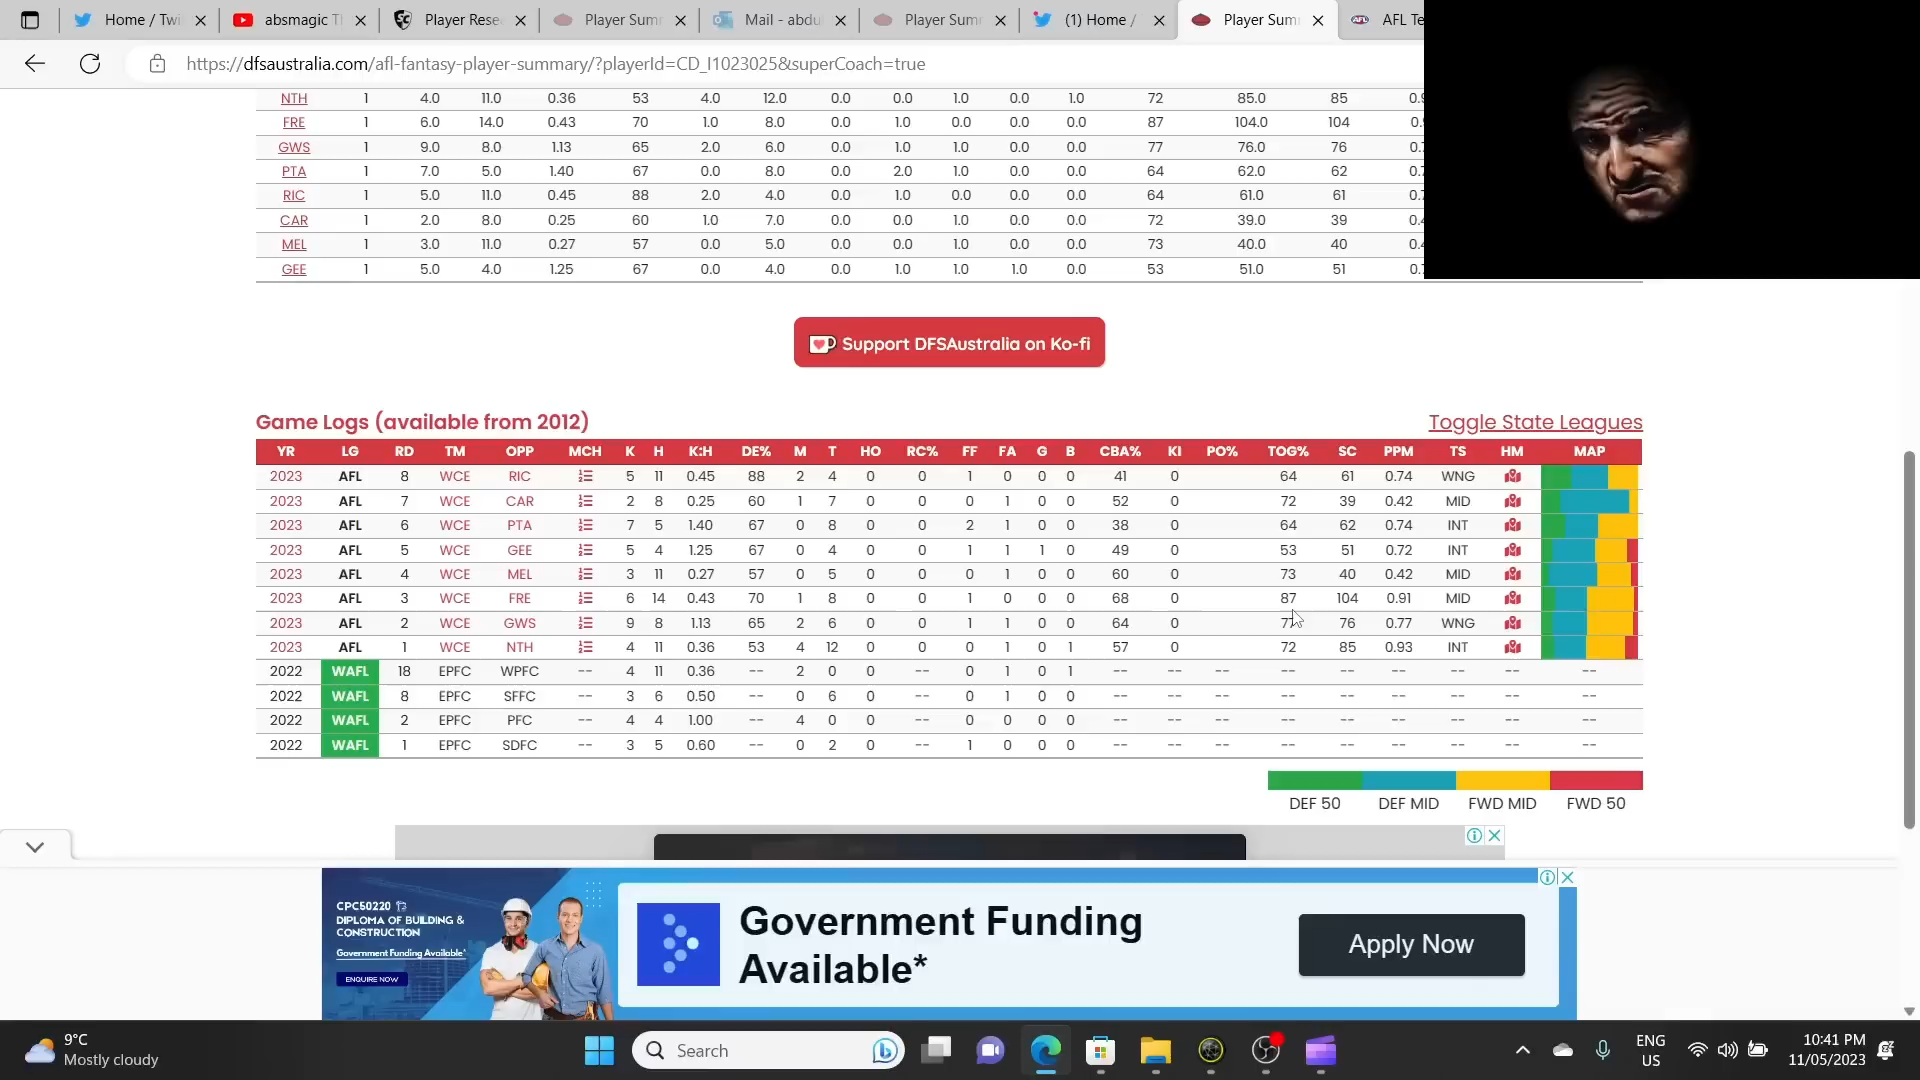 Home / Twi
absmagic T
Player Rese
Player Sum
Mail - abdu
Player Sum
(1) Home /
Player Sum
AFL Te
https://dfsaustralia.com/afl-fantasy-player-summary/?playerId=CD_I1023025&superCoach=true
NTH 1 4.0 11.0 0.36 53 4.0 12.0 0.0 0.0 1.0 0.0 1.0 72 85.0 85
FRE 1 6.0 14.0 0.43 70 1.0 8.0 0.0 1.0 0.0 0.0 0.0 87 104.0 104 0.
GWS 1 9.0 8.0 1.13 65 2.0 6.0 0.0 1.0 1.0 0.0 0.0 77 76.0 76 0.
PTA 1 7.0 5.0 1.40 67 0.0 8.0 0.0 2.0 1.0 0.0 0.0 64 62.0 62 0.
RIC 1 5.0 11.0 0.45 88 2.0 4.0 0.0 1.0 0.0 0.0 0.0 64 61.0 61 0.
CAR 1 2.0 8.0 0.25 60 1.0 7.0 0.0 0.0 1.0 0.0 0.0 72 39.0 39 0.
MEL 1 3.0 11.0 0.27 57 0.0 5.0 0.0 0.0 1.0 0.0 0.0 73 40.0 40 0.
GEE 1 5.0 4.0 1.25 67 0.0 4.0 0.0 1.0 1.0 1.0 0.0 53 51.0 51 0.
Support DFSAustralia on Ko-fi
Game Logs (available from 2012) Toggle State Leagues
YR LG RD TM OPP MCH K H K:H DE% M T HO RC% FF FA G B CBA% KI PO% TOG% SC PPM TS HM MAP
2023 AFL 8 WCE RIC 5 11 0.45 88 2 4 0 0 1 0 0 0 41 0 64 61 0.74 WNG
2023 AFL 7 WCE CAR 2 8 0.25 60 1 7 0 0 0 1 0 0 52 0 72 39 0.42 MID
2023 AFL 6 WCE PTA 7 5 1.40 67 0 8 0 0 2 1 0 0 38 0 64 62 0.74 INT
2023 AFL 5 WCE GEE 5 4 1.25 67 0 4 0 0 1 1 1 0 49 0 53 51 0.72 INT
2023 AFL 4 WCE MEL 3 11 0.27 57 0 5 0 0 0 1 0 0 60 0 73 40 0.42 MID
2023 AFL 3 WCE FRE 6 14 0.43 70 1 8 0 0 1 0 0 0 68 0 87 104 0.91 MID
2023 AFL 2 WCE GWS 9 8 1.13 65 2 6 0 0 1 1 0 0 64 0 77 76 0.77 WNG
2023 AFL 1 WCE NTH 4 11 0.36 53 4 12 0 0 0 1 0 1 57 0 72 85 0.93 INT
2022 WAFL 18 EPFC WPFC -- 4 11 0.36 -- 2 0 0 -- 0 1 0 1 -- -- -- -- -- -- -- -- --
2022 WAFL 8 EPFC SFFC -- 3 6 0.50 -- 0 6 0 -- 0 1 0 0 -- -- -- -- -- -- -- -- --
2022 WAFL 2 EPFC PFC -- 4 4 1.00 -- 4 0 0 -- 0 0 0 0 -- -- -- -- -- -- -- -- --
2022 WAFL 1 EPFC SDFC -- 3 5 0.60 -- 0 2 0 -- 1 0 0 0 -- -- -- -- -- -- -- -- --
DEF 50 DEF MID FWD MID FWD 50
CPC50220
DIPLOMA OF BUILDING &
CONSTRUCTION
Government Funding Available*
ENQUIRE NOW
Government Funding
Available*
Apply Now
9°C
Mostly cloudy
Search
ENG
US
10:41 PM
11/05/2023